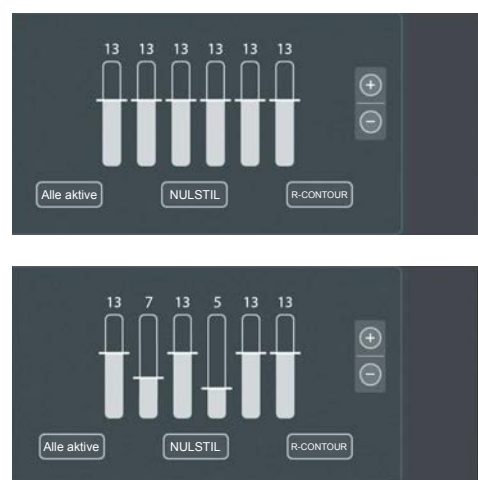 13 13 13 13 13 13
Alle aktive NULSTIL R-CONTOUR
13 7 13 5 13 13
Alle aktive NULSTIL R-CONTOUR